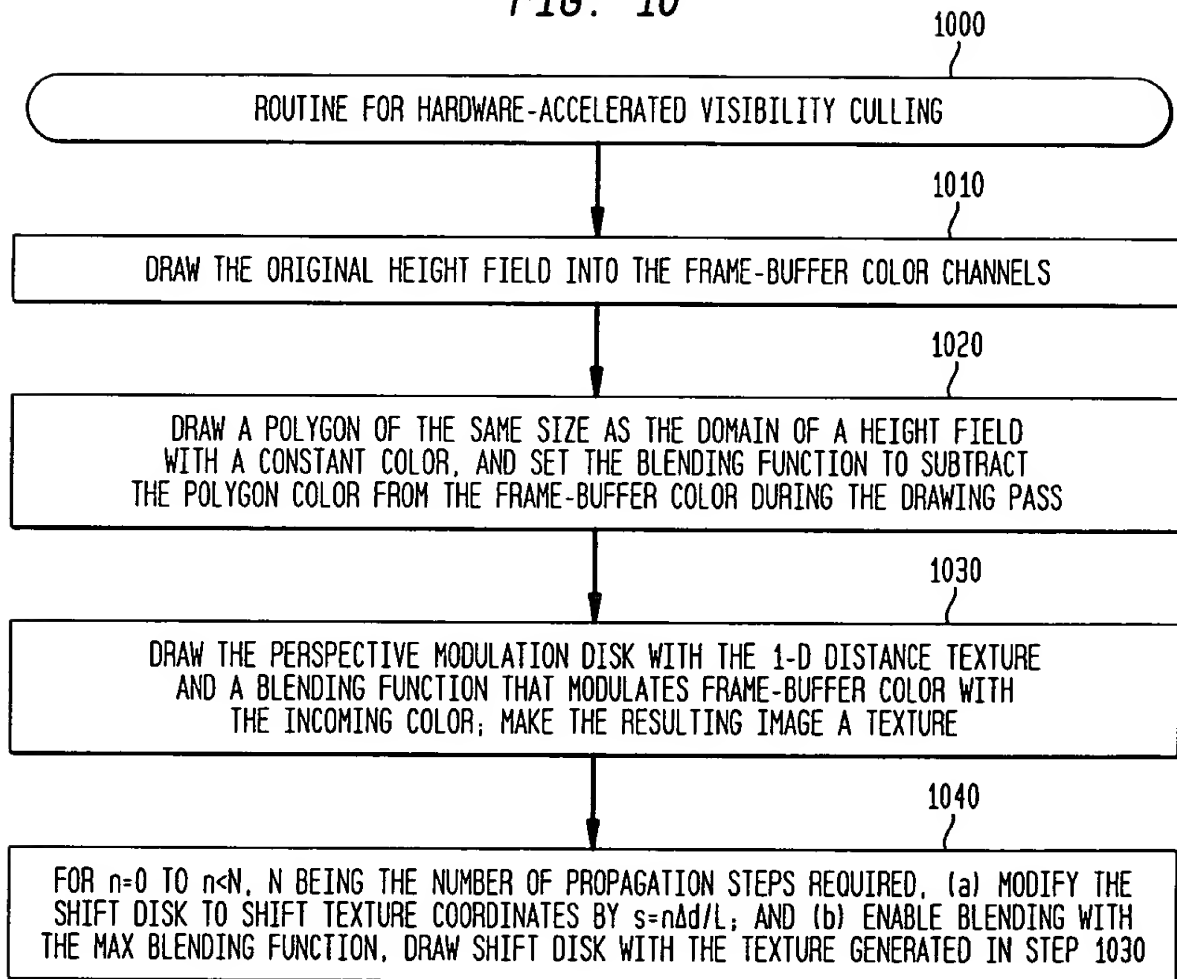 FIG. 10
1000
ROUTINE FOR HARDWARE-ACCELERATED VISIBILITY CULLING
1010
DRAW THE ORIGINAL HEIGHT FIELD INTO THE FRAME-BUFFER COLOR CHANNELS
1020
DRAW A POLYGON OF THE SAME SIZE AS THE DOMAIN OF A HEIGHT FIELD
WITH A CONSTANT COLOR, AND SET THE BLENDING FUNCTION TO SUBTRACT
THE POLYGON COLOR FROM THE FRAME-BUFFER COLOR DURING THE DRAWING PASS
1030
DRAW THE PERSPECTIVE MODULATION DISK WITH THE 1-D DISTANCE TEXTURE
AND A BLENDING FUNCTION THAT MODULATES FRAME-BUFFER COLOR WITH
THE INCOMING COLOR; MAKE THE RESULTING IMAGE A TEXTURE
1040
FOR n=0 TO n<N, N BEING THE NUMBER OF PROPAGATION STEPS REQUIRED, (a) MODIFY THE
SHIFT DISK TO SHIFT TEXTURE COORDINATES BY s=nΔd/L; AND (b) ENABLE BLENDING WITH
THE MAX BLENDING FUNCTION, DRAW SHIFT DISK WITH THE TEXTURE GENERATED IN STEP 1030